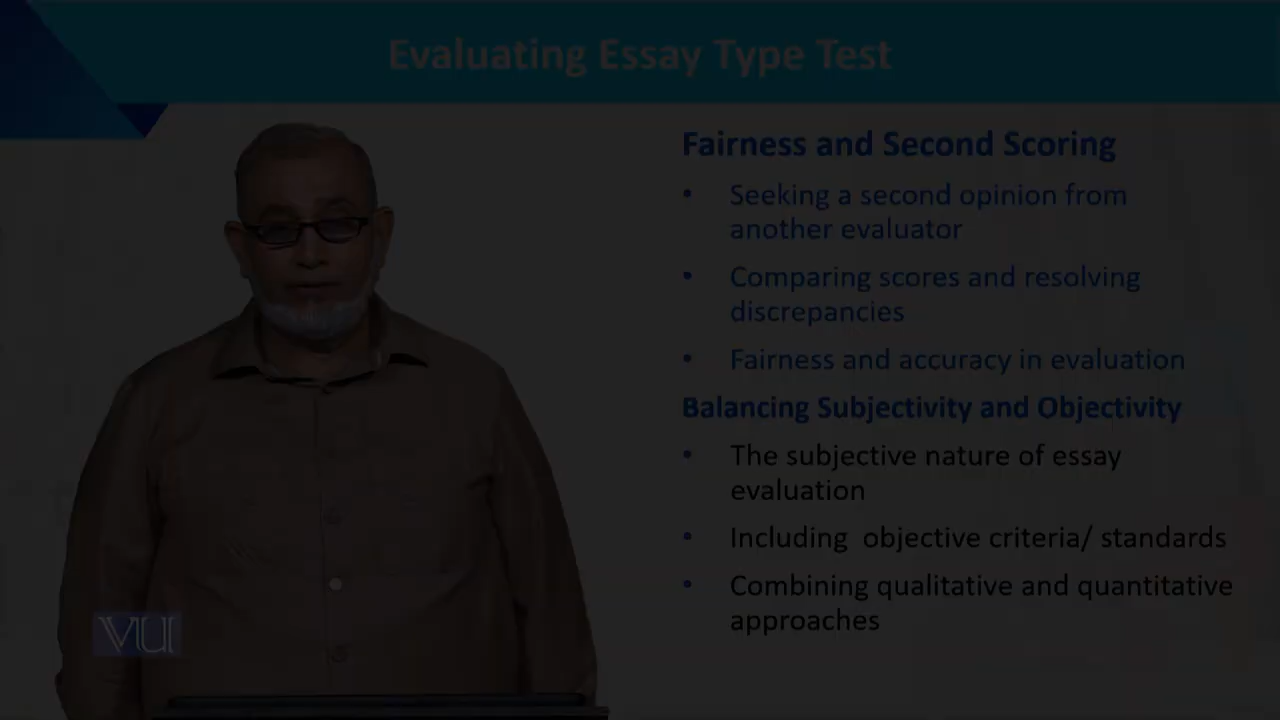 Evaluating Essay Type Test
Fairness and Second Scoring
• Seeking a second opinion from
another evaluator
• Comparing scores and resolving
discrepancies
• Fairness and accuracy in evaluation
Balancing Subjectivity and Objectivity
• The subjective nature of essay
evaluation
• Including objective criteria/ standards
• Combining qualitative and quantitative
approaches
VU